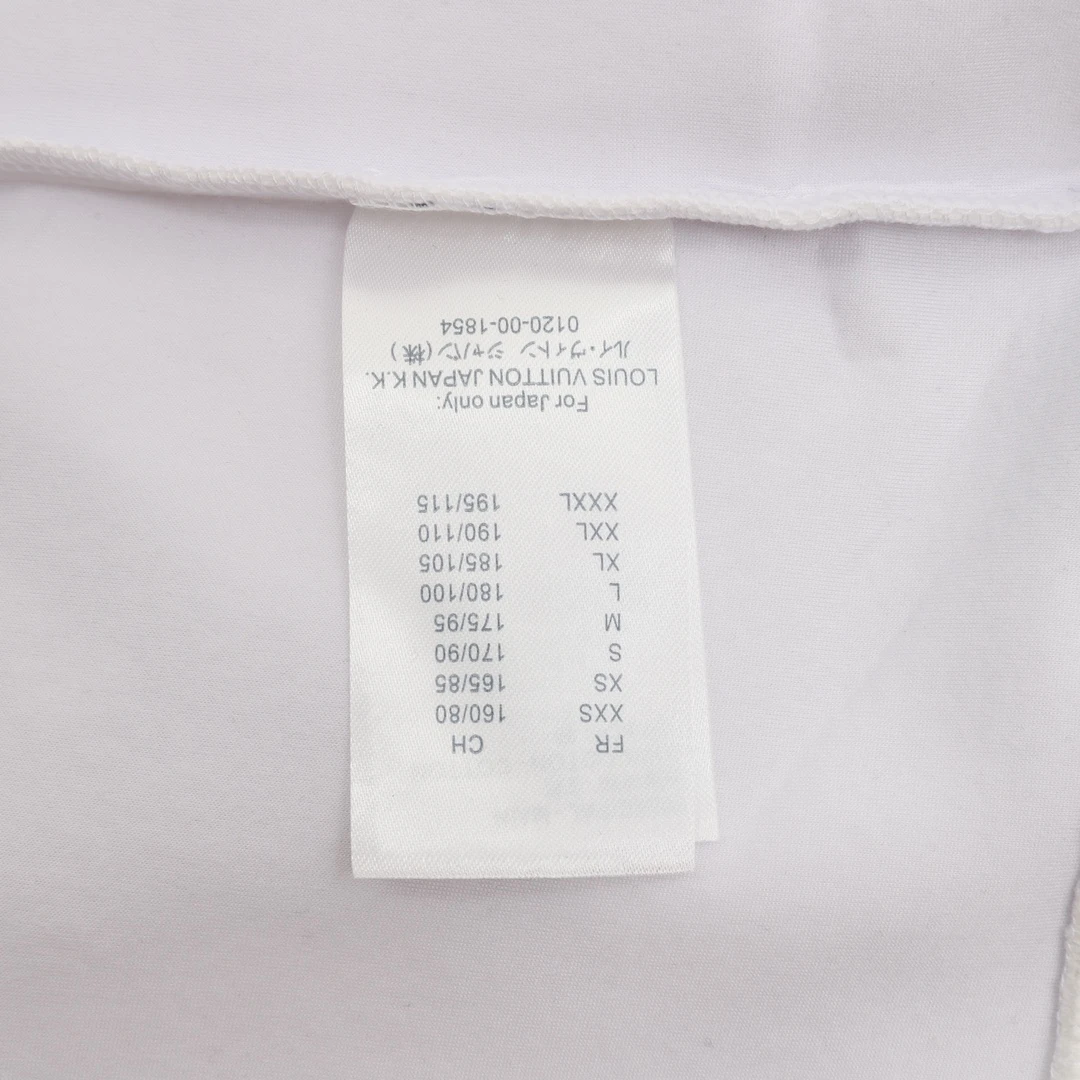 FR CH
XXS 160/80
XS 165/85
S 170/90
M 175/95
L 180/100
XL 185/105
XXL 190/110
XXXL 195/115
For Japan only:
LOUIS VUITTON JAPAN K.K.
ルイ・ヴィトン ジャパン(株)
0120-00-1854